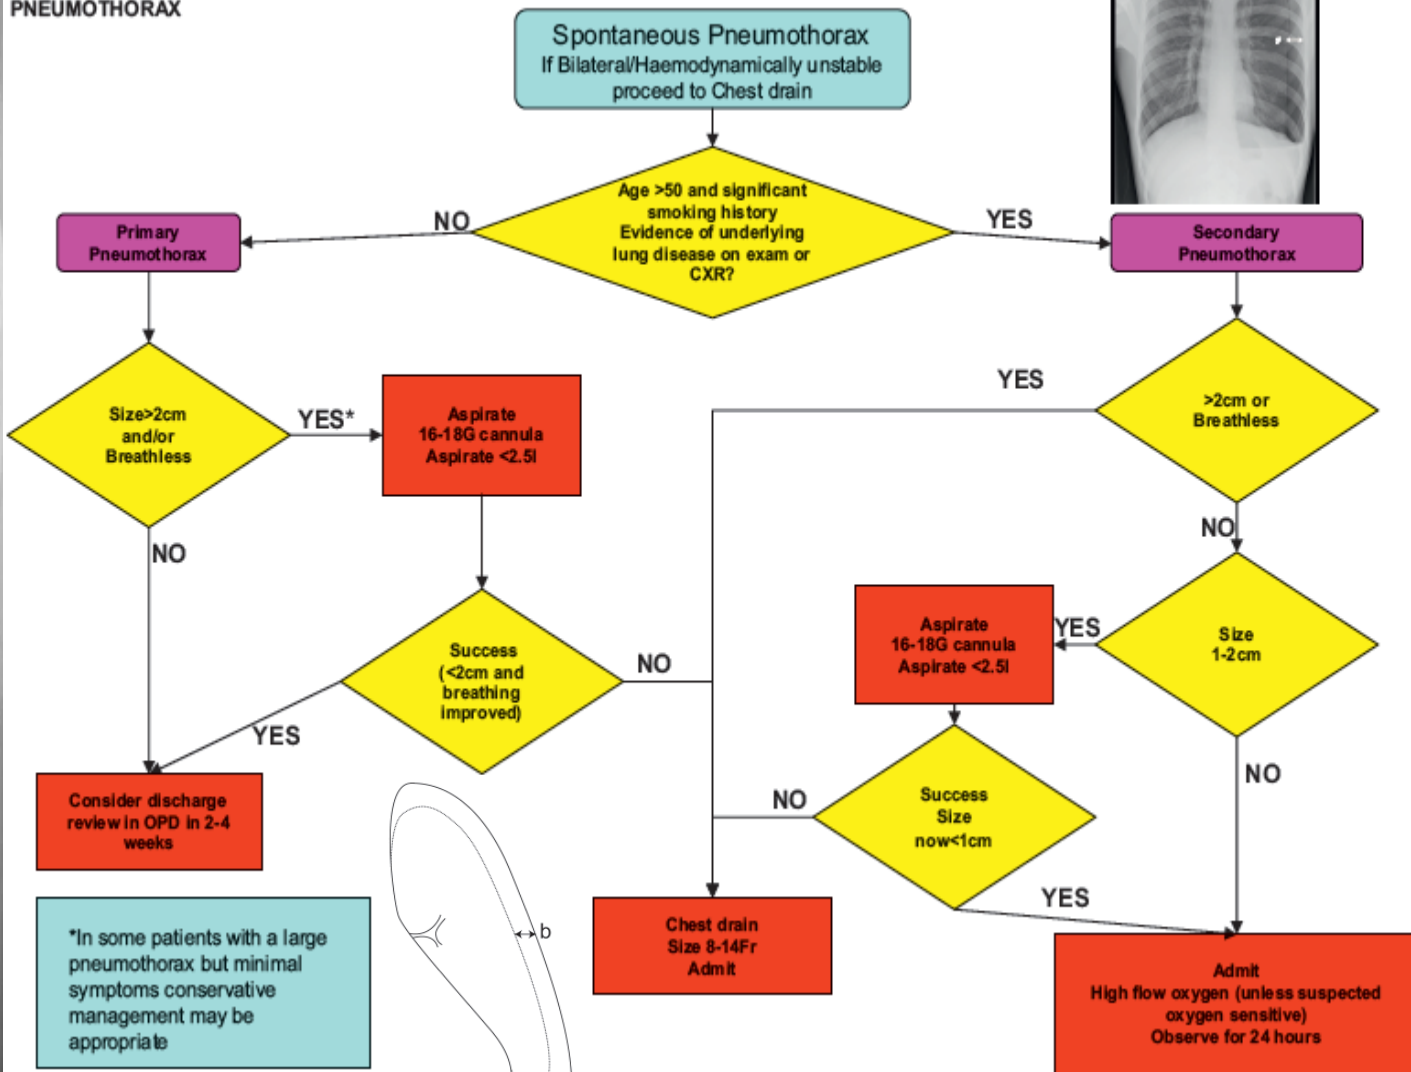 PNEUMOTHORAX
Spontaneous Pneumothorax
If Bilateral/Haemodynamically unstable
proceed to Chest drain
Age >50 and significant
smoking history
Evidence of underlying
lung disease on exam or
CXR?
NO
YES
Primary
Pneumothorax
Secondary
Pneumothorax
Size>2cm
and/or
Breathless
YES*
Aspirate
16-18G cannula
Aspirate <2.5l
YES
>2cm or
Breathless
NO
NO
Success
(<2cm and
breathing
improved)
NO
YES
Aspirate
16-18G cannula
Aspirate <2.5l
YES
Size
1-2cm
NO
Success
Size
now<1cm
NO
YES
Consider discharge
review in OPD in 2-4
weeks
*In some patients with a large
pneumothorax but minimal
symptoms conservative
management may be
appropriate
b
Chest drain
Size 8-14Fr
Admit
Admit
High flow oxygen (unless suspected
oxygen sensitive)
Observe for 24 hours